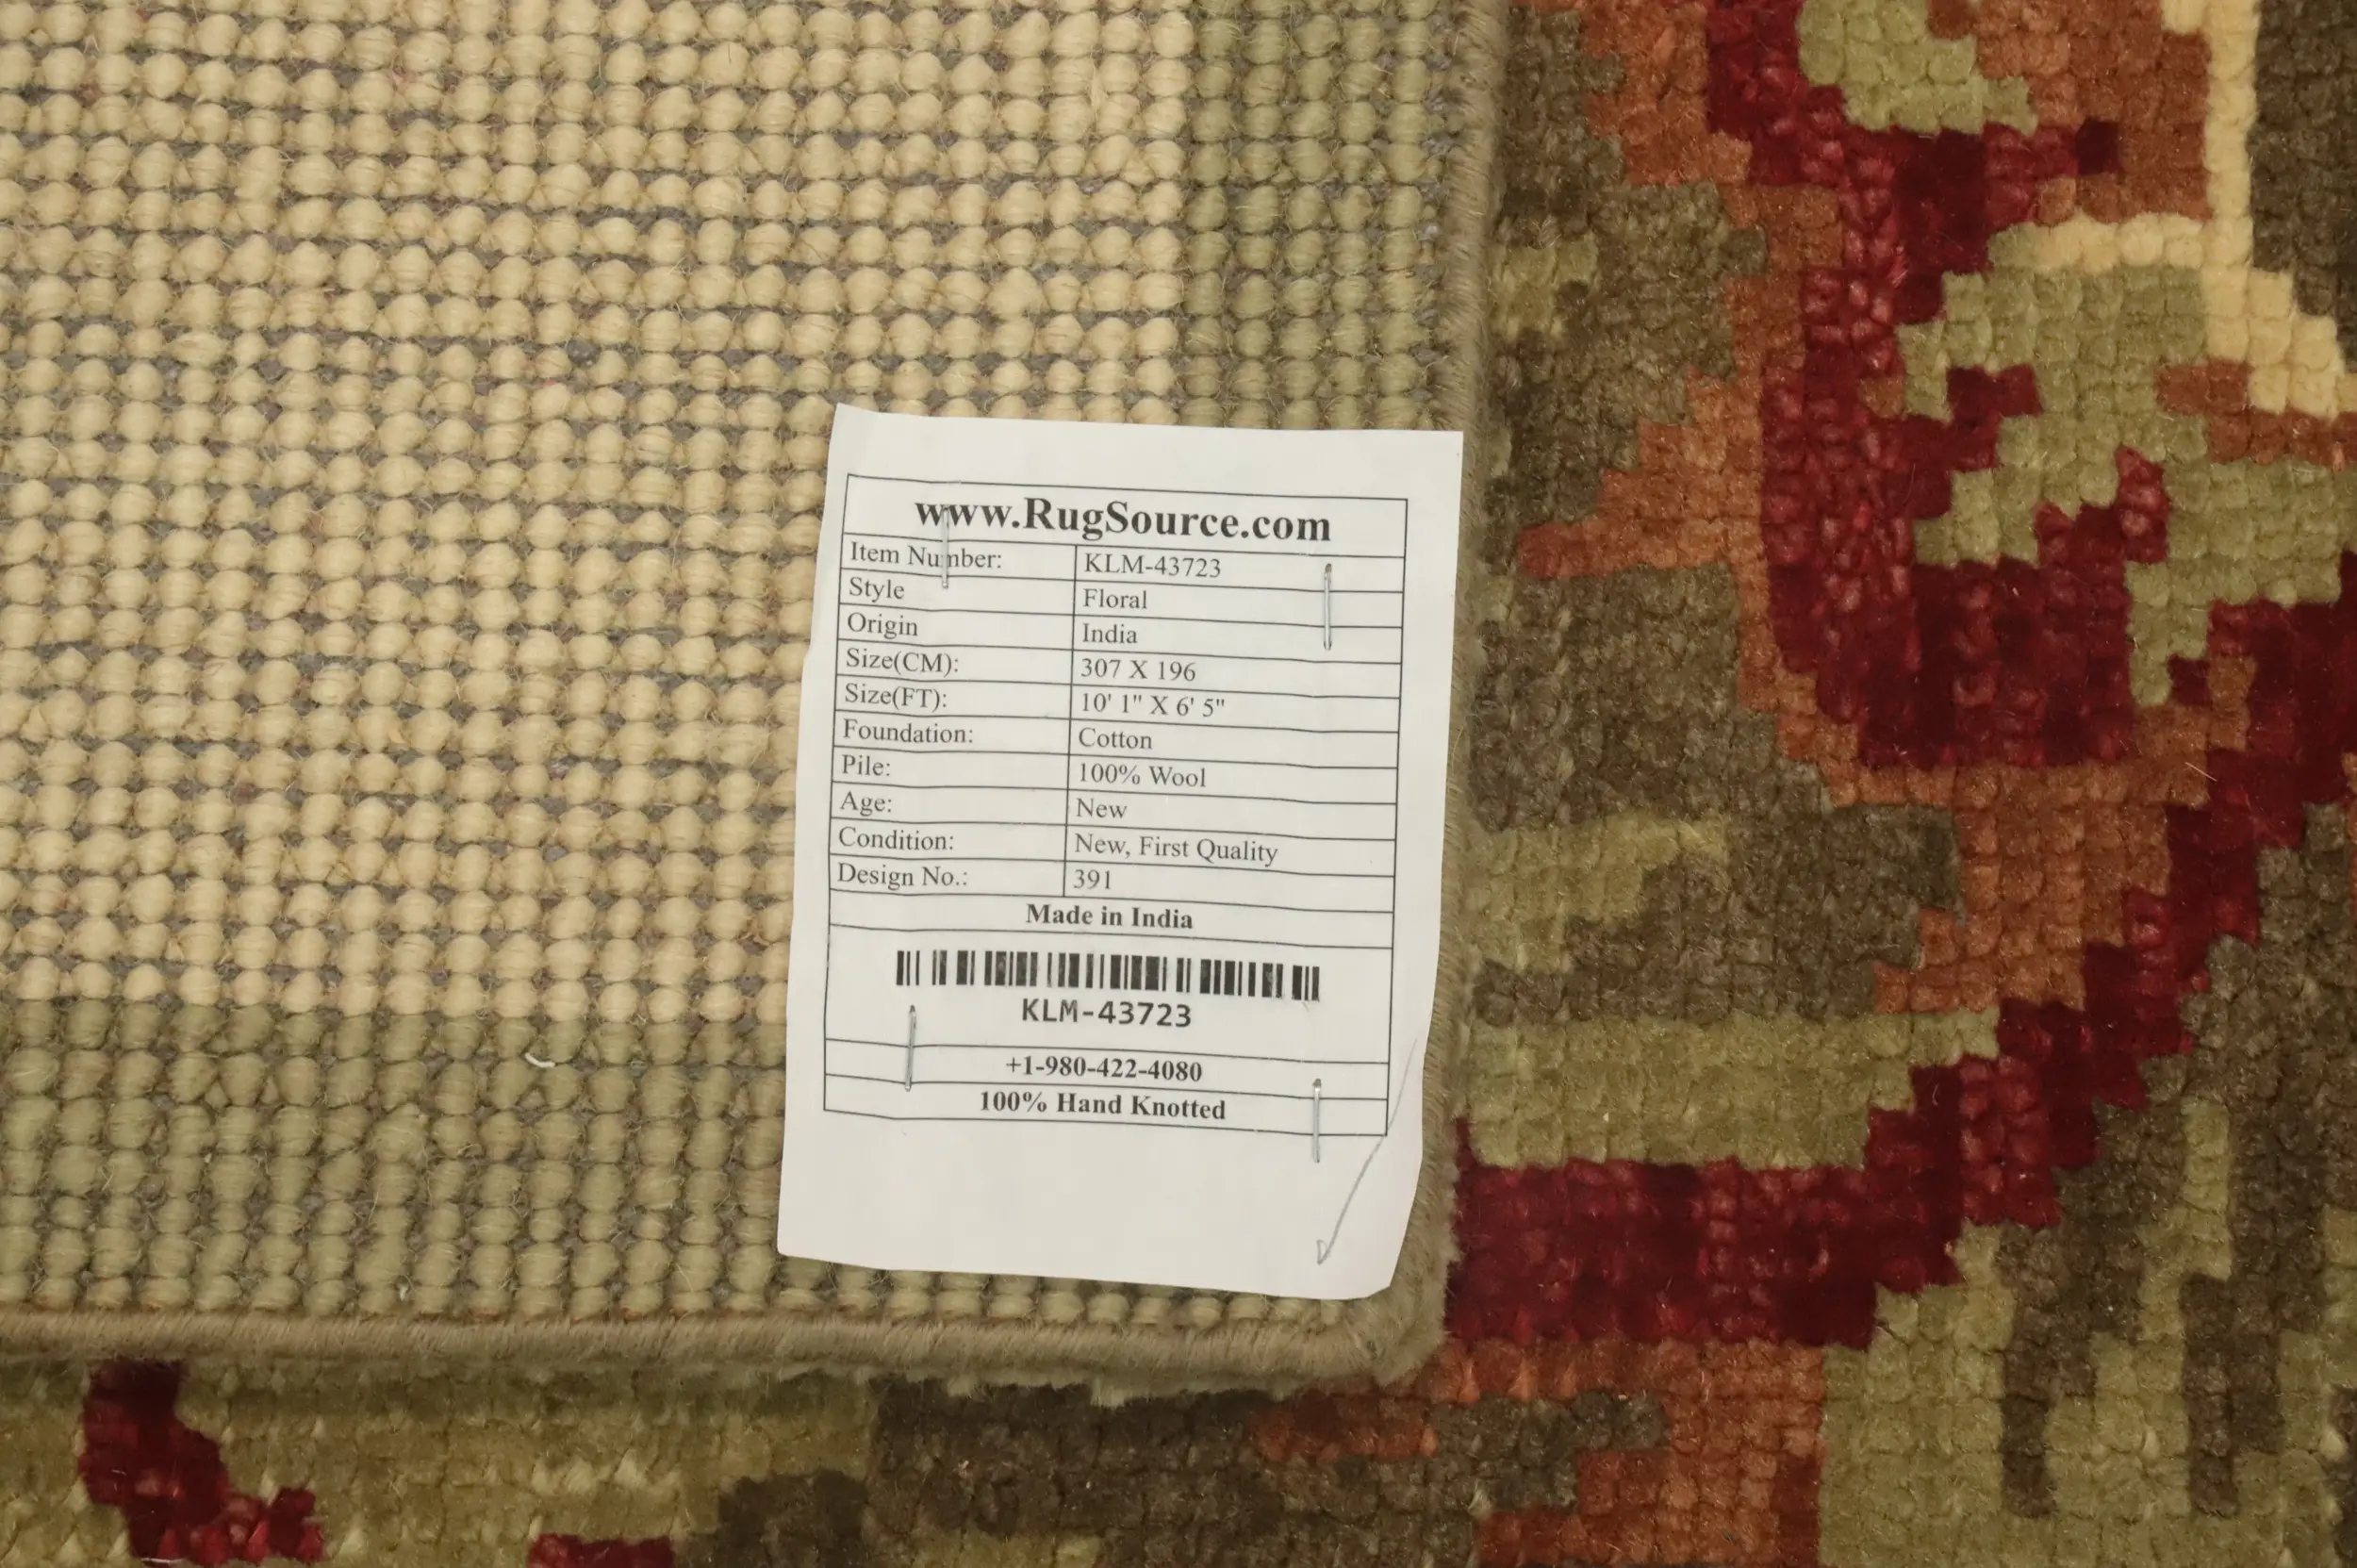 www.RugSource.com
Item Number: KLM-43723
Style Floral
Origin India
Size(CM): 307 X 196
Size(FT): 10' 1" X 6' 5"
Foundation: Cotton
Pile: 100% Wool
Age: New
Condition: New, First Quality
Design No.: 391
Made in India
KLM-43723
+1-980-422-4080
100% Hand Knotted